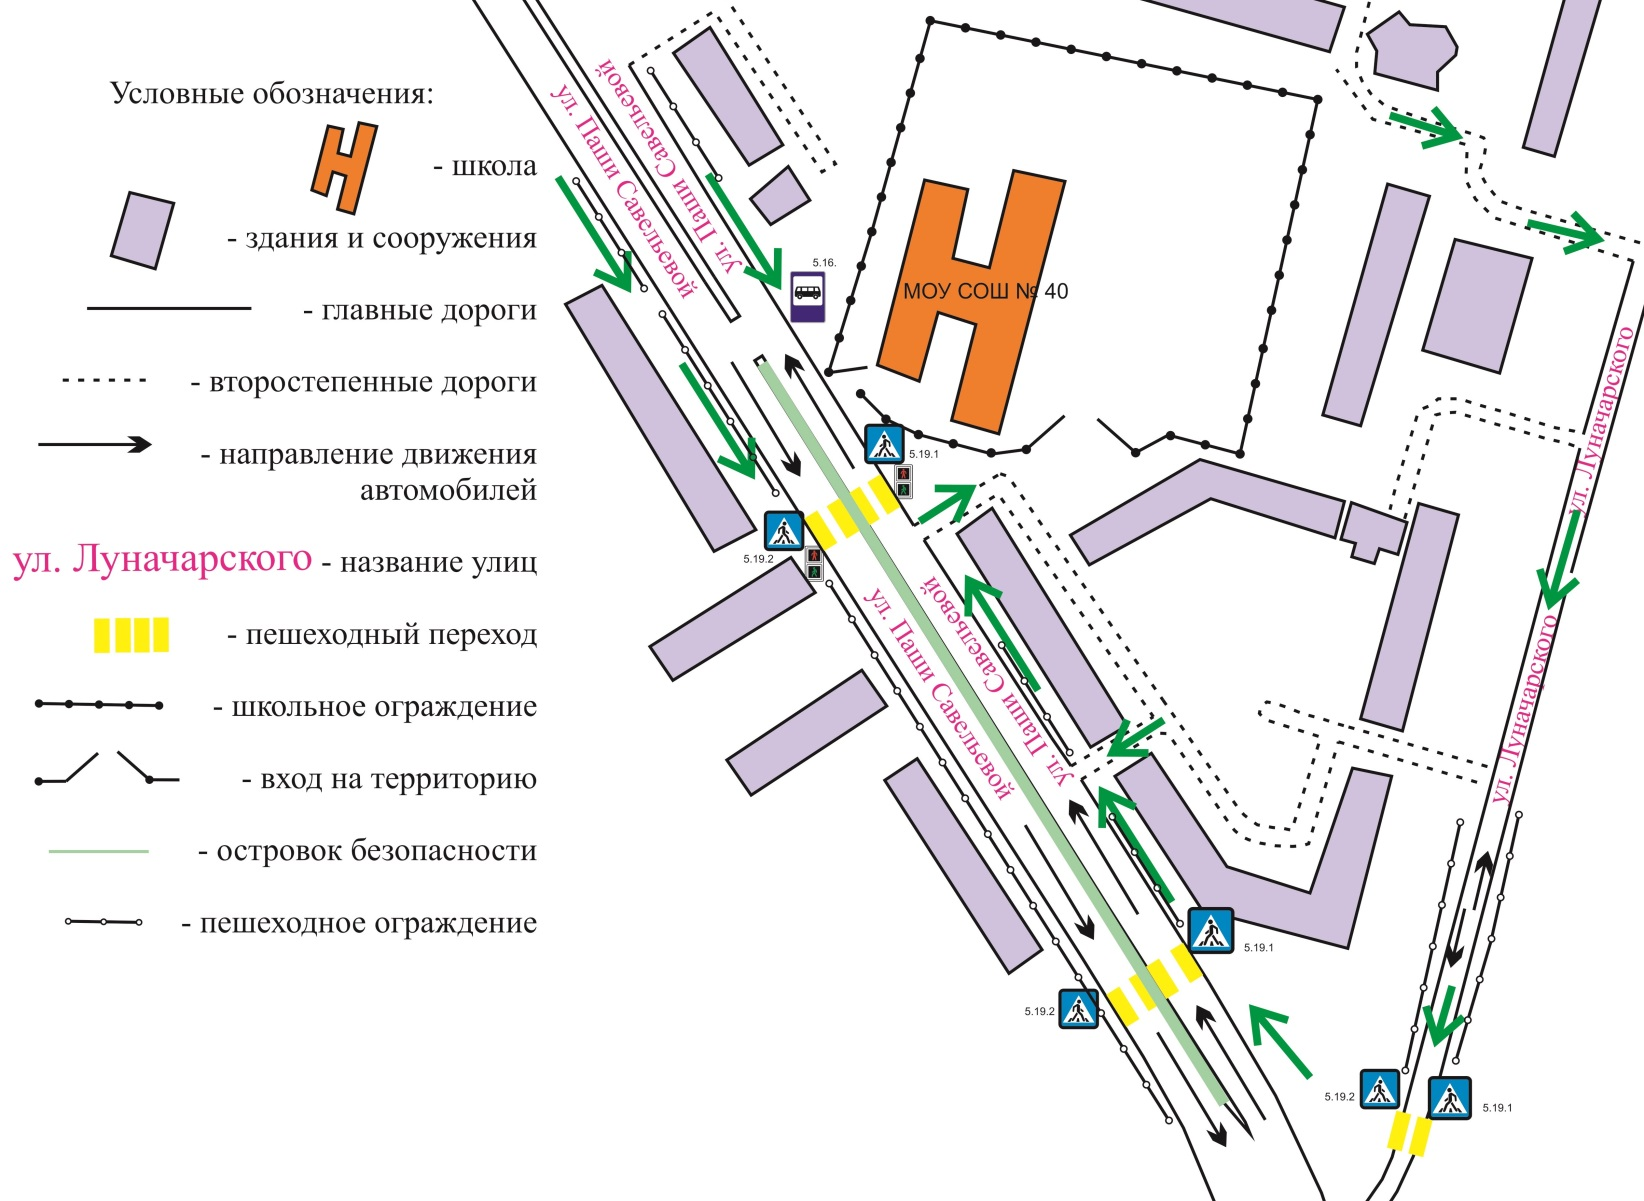 Условные обозначения:
- школа
- здания и сооружения
- главные дороги
- второстепенные дороги
- направление движения
автомобилей
ул. Луначарского - название улиц
- пешеходный переход
- школьное ограждение
- вход на территорию
- островок безопасности
- пешеходное ограждение
ул. Паши Савельевой
ул. Паши Савельевой
5.16.
МОУ СОШ № 40
5.19.1
5.19.2
ул. Паши Савельевой
ул. Паши Савельевой
ул. Луначарского
ул. Луначарского
5.19.1
5.19.2
5.19.2
5.19.1